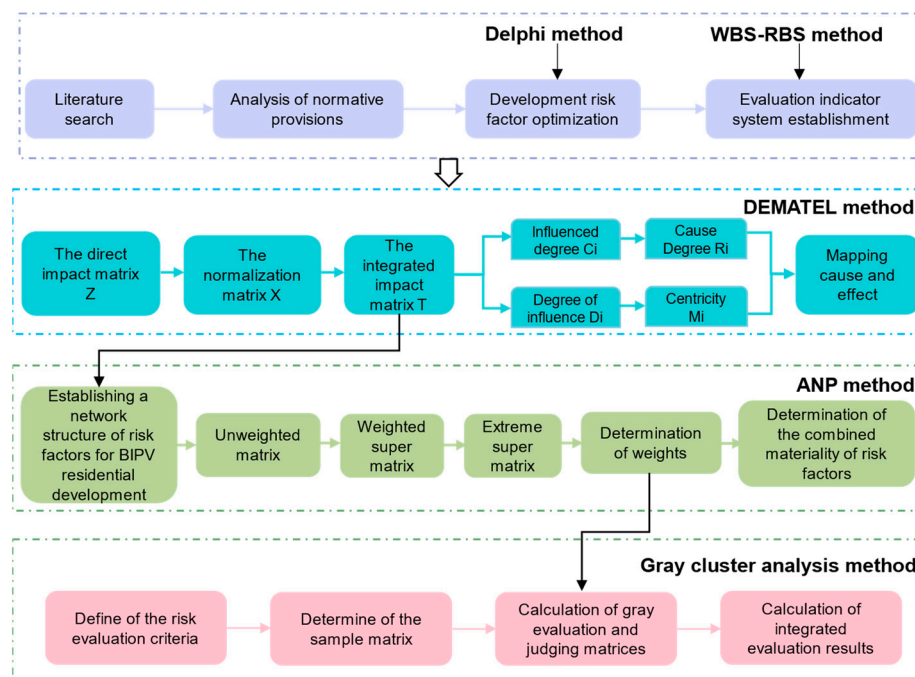 Delphi method
WBS-RBS method
Literature
search
Analysis of normative
provisions
Development risk
factor optimization
Evaluation indicator
system establishment
DEMATEL method
The direct
impact matrix
Z
The
normalization
matrix X
The
integrated
impact
matrix T
Influenced
degree Ci
Cause
Degree Ri
Degree of
influence Di
Centricity
Mi
Mapping
cause and
effect
ANP method
Establishing a
network
structure of risk
factors for BIPV
residential
development
Unweighted
matrix
Weighted
super
matrix
Extreme
super
matrix
Determination
of weights
Determination of
the combined
materiality of risk
factors
Gray cluster analysis method
Define of the risk
evaluation criteria
Determine of the
sample matrix
Calculation of gray
evaluation and
judging matrices
Calculation of
integrated
evaluation results